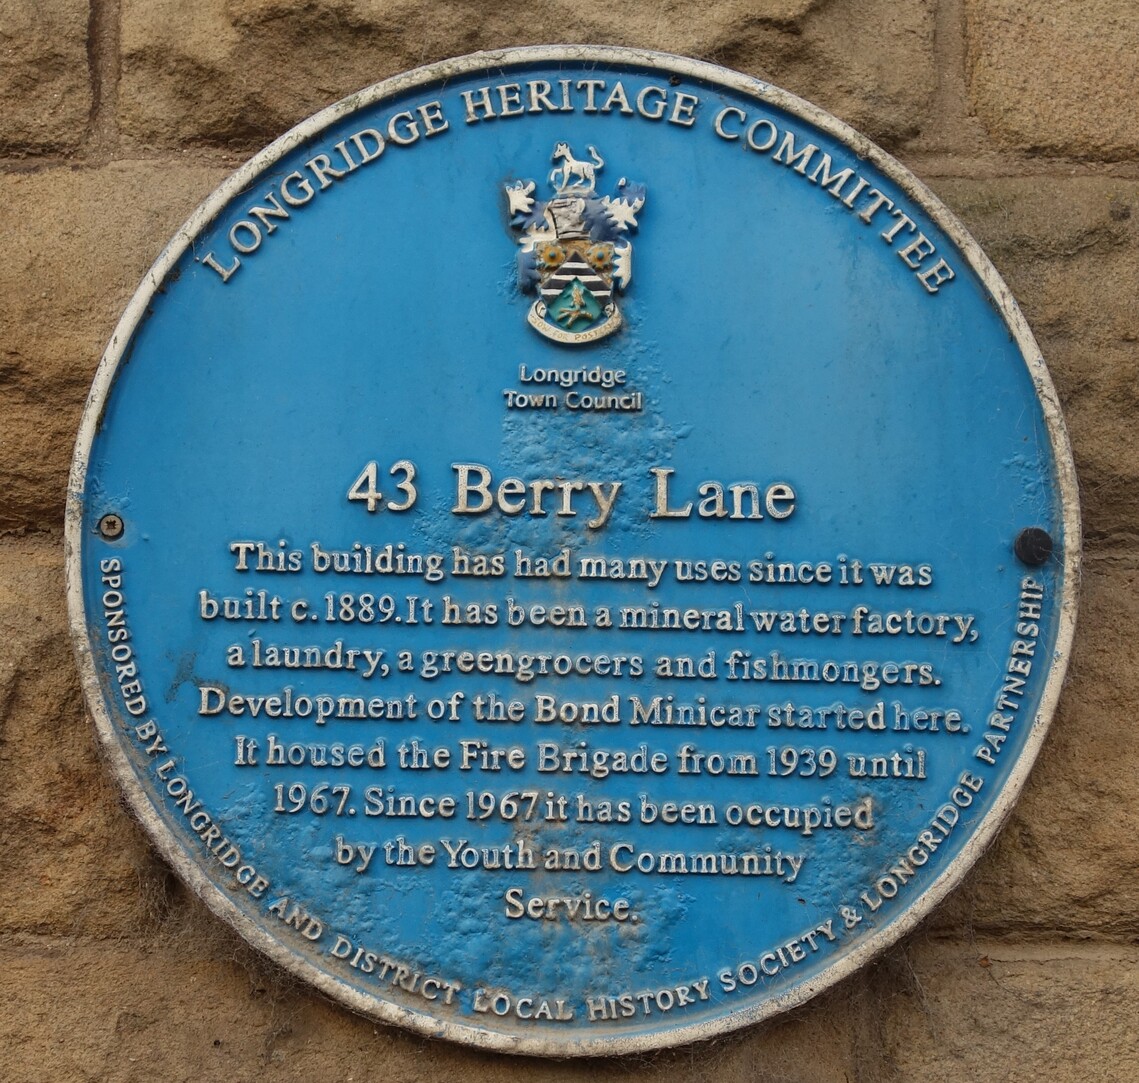 LONGRIDGE HERITAGE COMMITTEE
Longridge
Town Council
43 Berry Lane
This building has had many uses since it was
built c.1889.It has been a mineral water factory,
a laundry, a greengrocers and fishmongers.
Development of the Bond Minicar started here.
It housed the Fire Brigade from 1939 until
1967. Since 1967 it has been occupied
by the Youth and Community
Service.
SPONSORED BY LONGRIDGE AND DISTRICT LOCAL HISTORY SOCIETY & LONGRIDGE PARTNERSHIP